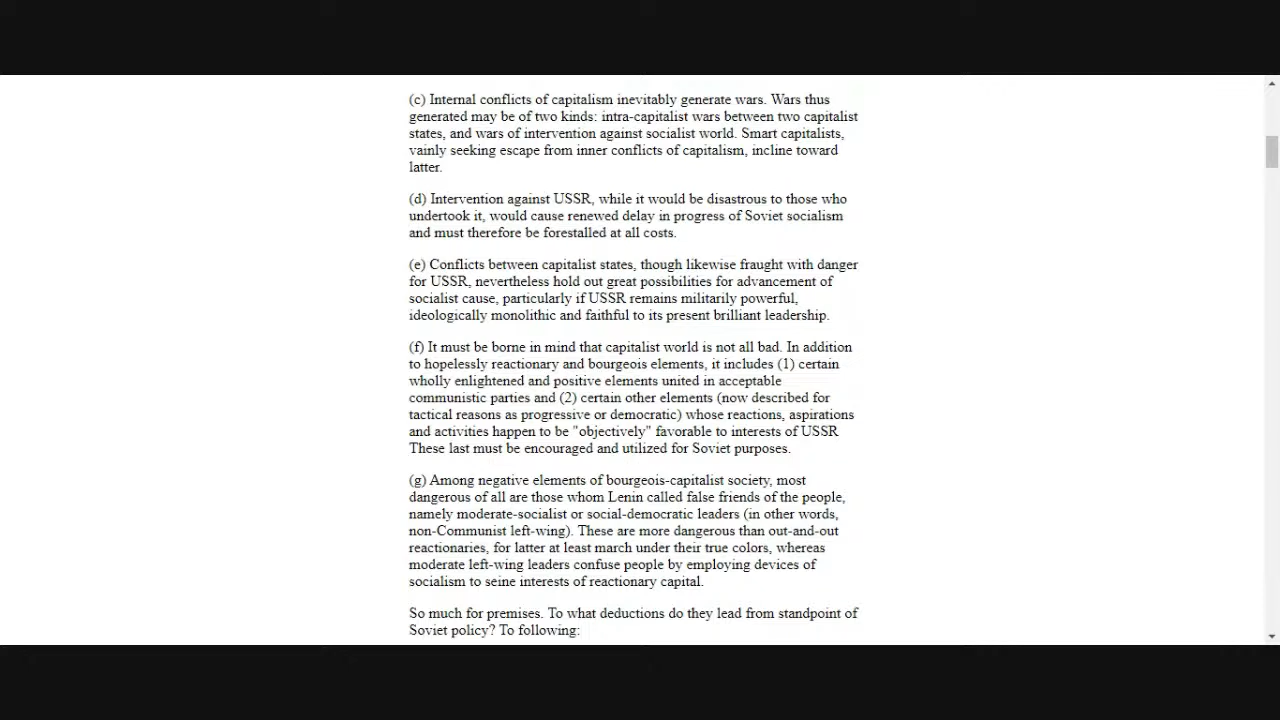 (c) Internal conflicts of capitalism inevitably generate wars. Wars thus
generated may be of two kinds: intra-capitalist wars between two capitalist
states, and wars of intervention against socialist world. Smart capitalists,
vainly seeking escape from inner conflicts of capitalism, incline toward
latter.
(d) Intervention against USSR, while it would be disastrous to those who
undertook it, would cause renewed delay in progress of Soviet socialism
and must therefore be forestalled at all costs.
(e) Conflicts between capitalist states, though likewise fraught with danger
for USSR, nevertheless hold out great possibilities for advancement of
socialist cause, particularly if USSR remains militarily powerful,
ideologically monolithic and faithful to its present brilliant leadership.
(f) It must be borne in mind that capitalist world is not all bad. In addition
to hopelessly reactionary and bourgeois elements, it includes (1) certain
wholly enlightened and positive elements united in acceptable
communistic parties and (2) certain other elements (now described for
tactical reasons as progressive or democratic) whose reactions, aspirations
and activities happen to be "objectively" favorable to interests of USSR
These last must be encouraged and utilized for Soviet purposes.
(g) Among negative elements of bourgeois-capitalist society, most
dangerous of all are those whom Lenin called false friends of the people,
namely moderate-socialist or social-democratic leaders (in other words,
non-Communist left-wing). These are more dangerous than out-and-out
reactionaries, for latter at least march under their true colors, whereas
moderate left-wing leaders confuse people by employing devices of
socialism to seine interests of reactionary capital.
So much for premises. To what deductions do they lead from standpoint of
Soviet policy? To following: